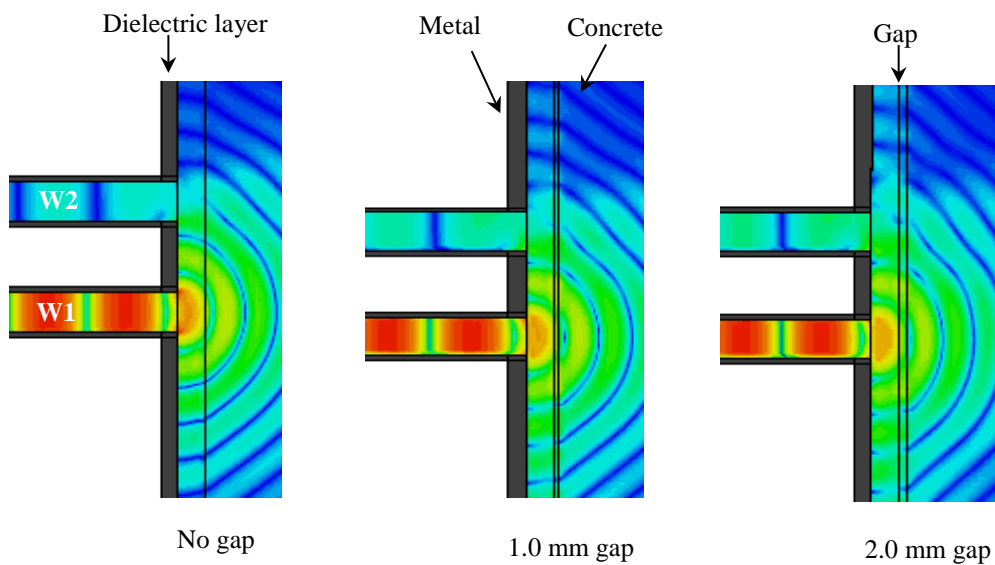 Dielectric layer
Metal
Concrete
Gap
W2
W1
No gap
1.0 mm gap
2.0 mm gap